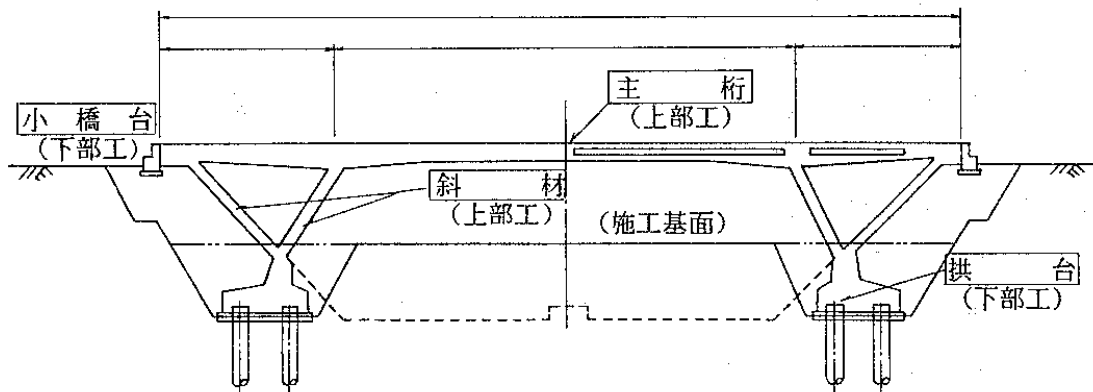 主桁
(上部工)
小橋台
(下部工)
斜材
(上部工)
(施工基面)
拱台
(下部工)